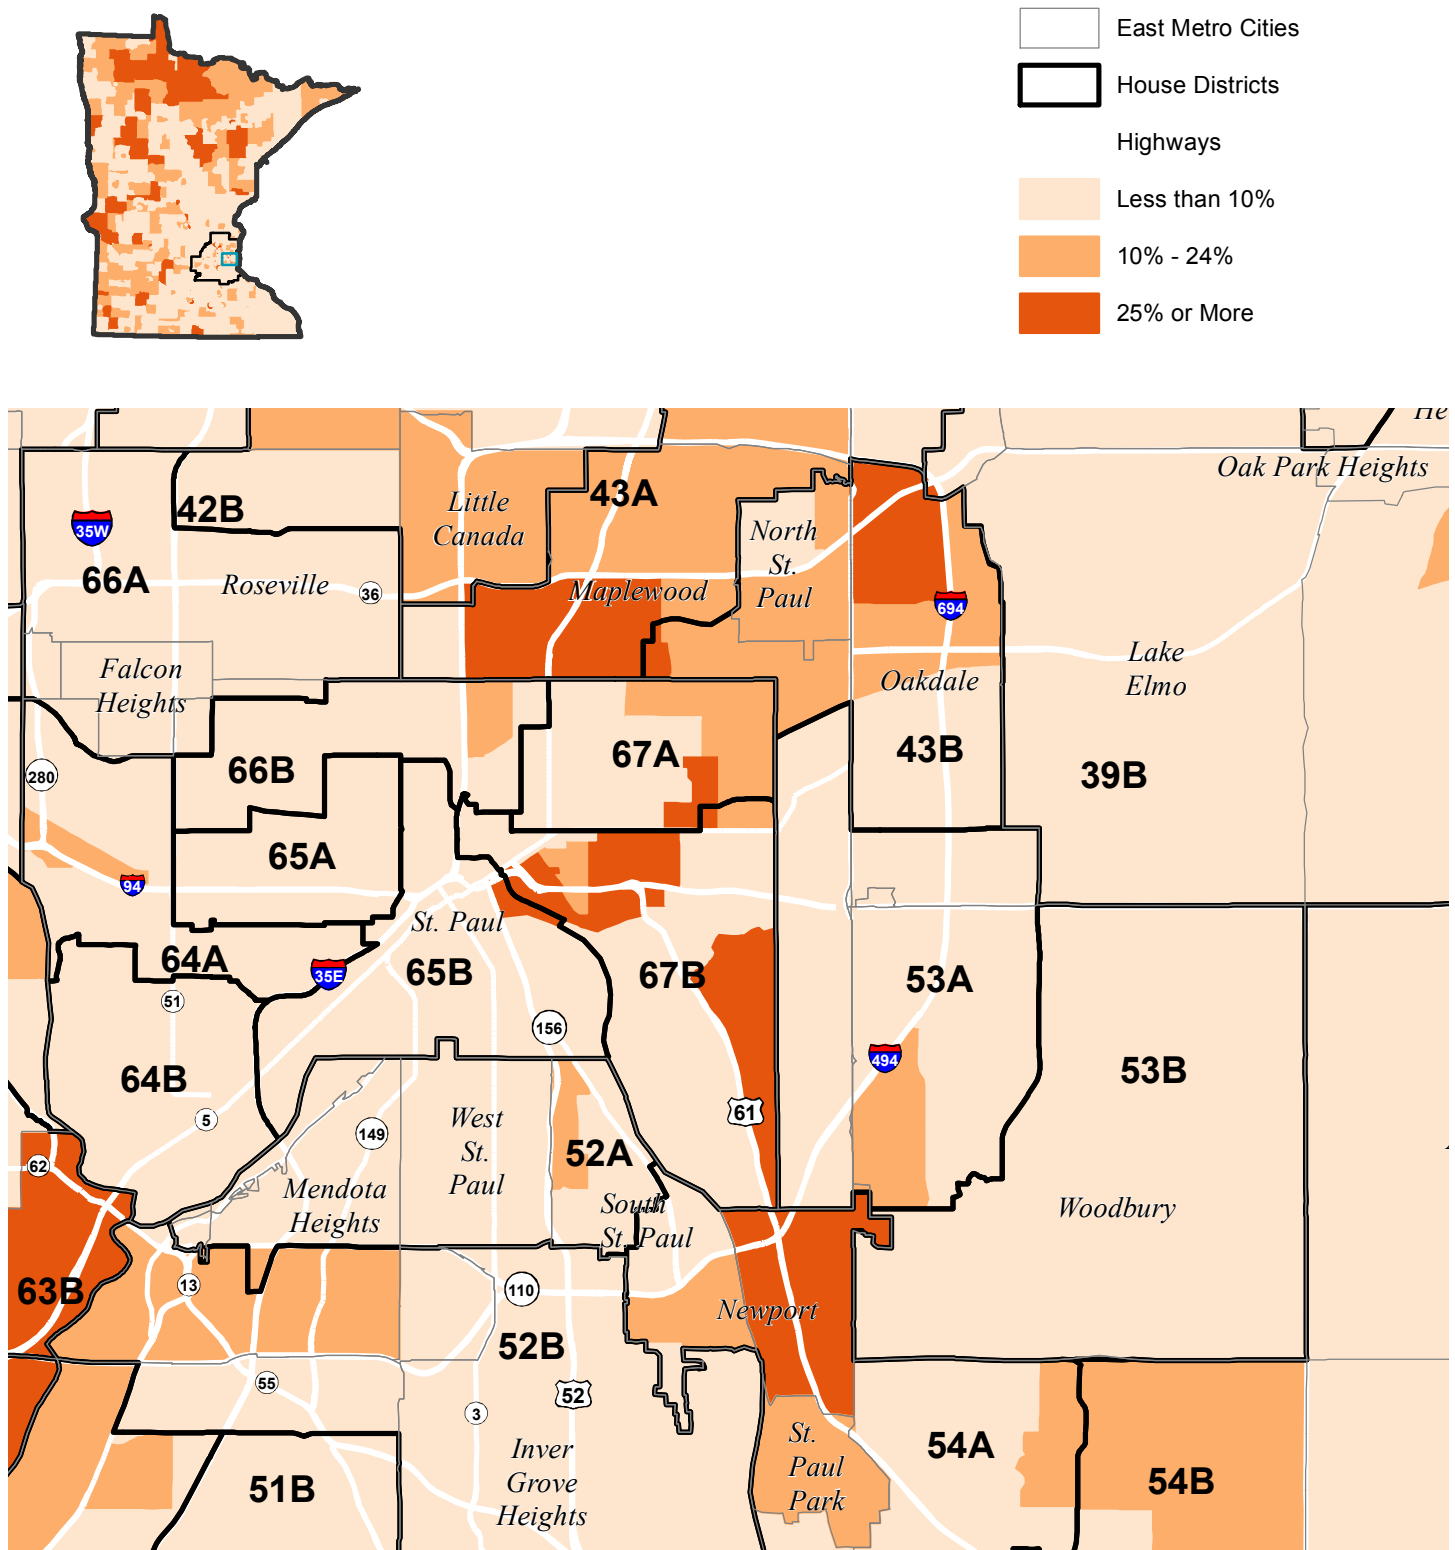 East Metro Cities
House Districts
Highways
Less than 10%
10% - 24%
25% or More
He
Oak Park Heights
42B
Little
Canada
43A
35W
North
St.
Paul
66A
Roseville
36
Maplewood
694
Falcon
Heights
Lake
Elmo
Oakdale
280
66B
67A
43B
39B
65A
94
St. Paul
64A
35E
65B
67B
53A
51
156
494
64B
53B
5
149
West
St.
Paul
61
52A
62
Mendota
Heights
South
St. Paul
Woodbury
63B
13
110
Newport
52B
55
52
3
St.
Paul
Park
54A
Inver
Grove
Heights
51B
54B